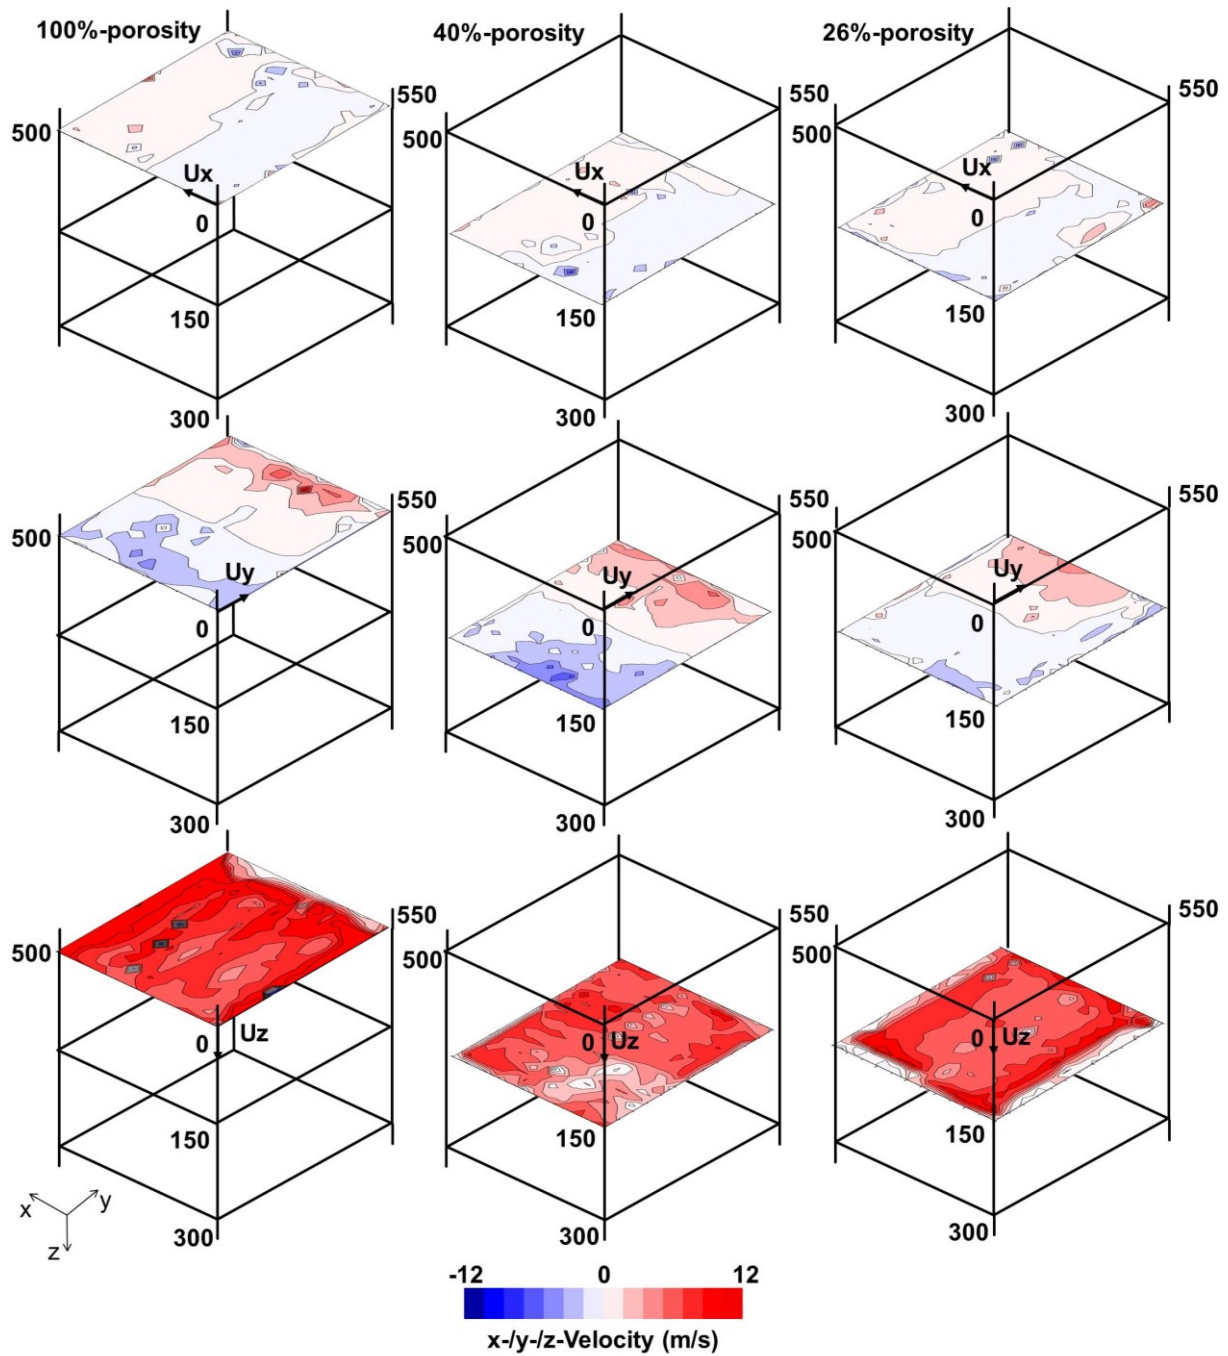 100%-porosity 40%-porosity 26%-porosity
500 550 500 550 500 550
Ux Ux Ux
0 0 0
150 150 150
300 300 300
500 550 500 550 500 550
Uy Uy Uy
0 0 0
150 150 150
300 300 300
500 550 500 550 500 550
0 Uz 0 Uz 0 Uz
150 150 150
x y
z
300 300 300
-12 0 12
x-/y-/z-Velocity (m/s)